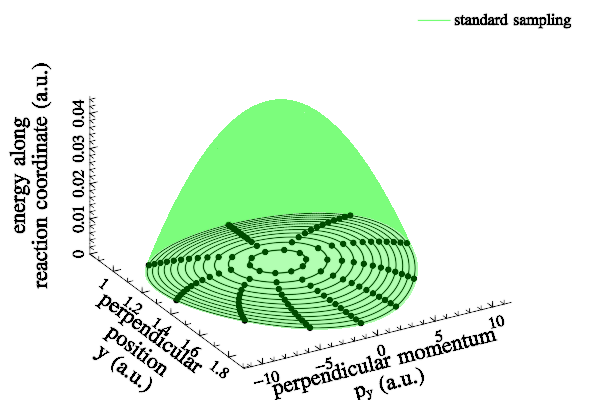 standard sampling
energy along
reaction coordinate (a.u.)
0.04
0.03
0.02
0.01
0
1
1.2
1.4
1.6
1.8
perpendicular
position
y (a.u.)
−10
−5
0
5
10
perpendicular momentum
p_y (a.u.)